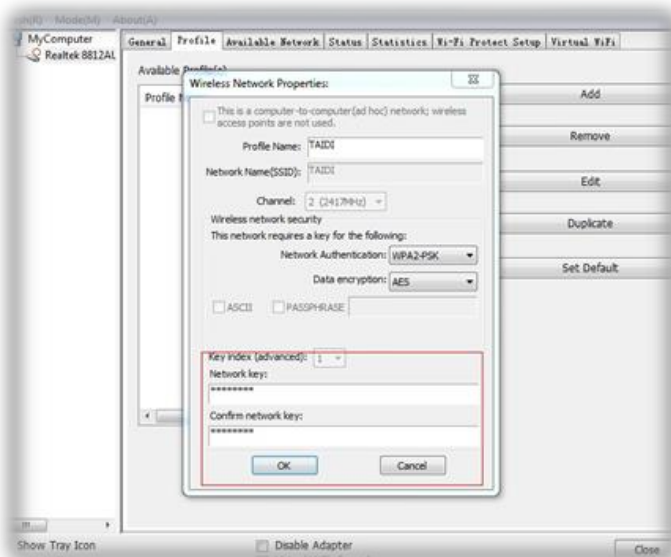 Mode(M) About(A)
MyComputer
Realtek 8812AU
General Profile Available Network Status Statistics Wi-Fi Protect Setup Virtual WiFi
Available
Profile
Add
Remove
Edit
Duplicate
Set Default
Wireless Network Properties:
This is a computer-to-computer(ad hoc) network; wireless
access points are not used.
Profile Name: TAIDI
Network Name(SSID): TAIDI
Channel: 2 (2417MHz)
Wireless network security
This network requires a key for the following:
Network Authentication: WPA2-PSK
Data encryption: AES
ASCII PASSPHRASE
Key index (advanced): 1
Network key:
********
Confirm network key:
********
OK Cancel
Show Tray Icon Disable Adapter
Close